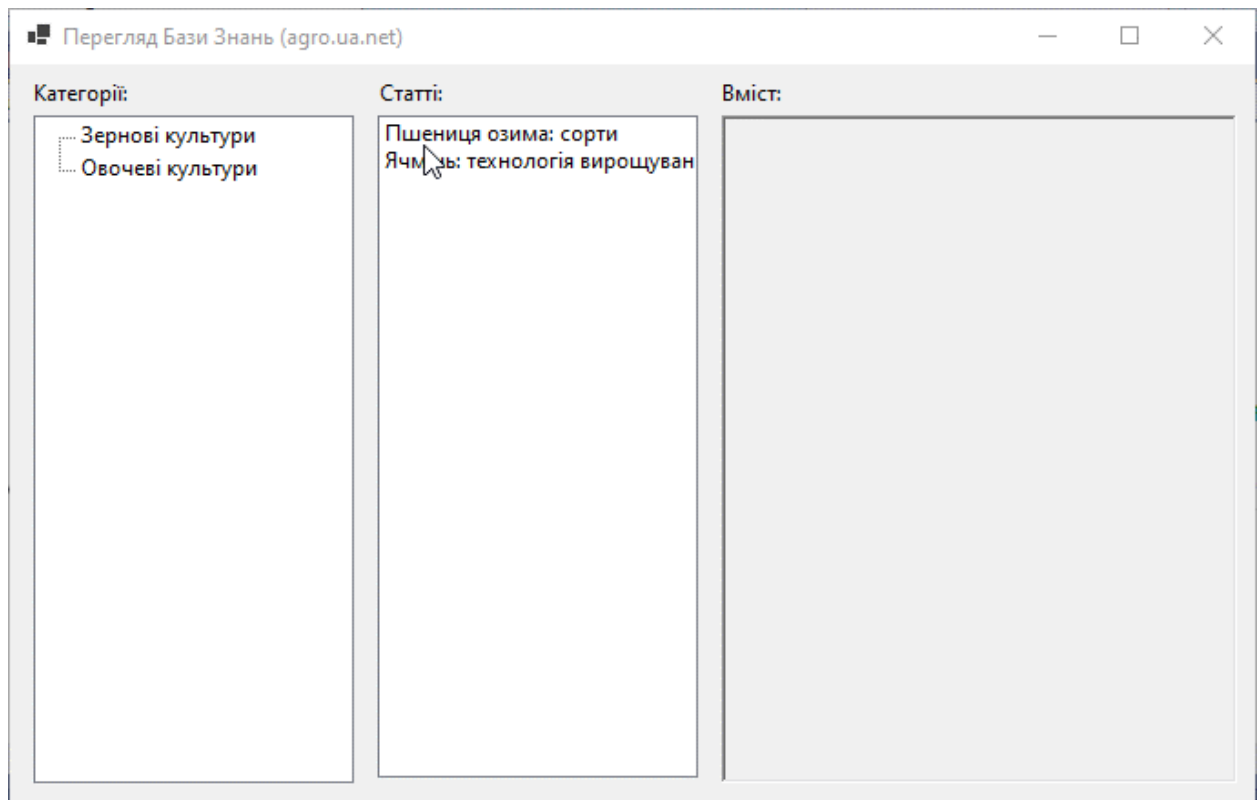 Перегляд Бази Знань (agro.ua.net)
Категорії:
Статті:
Вміст:
Зернові культури
Овочеві культури
Пшениця озима: сорти
технологія вирощуван